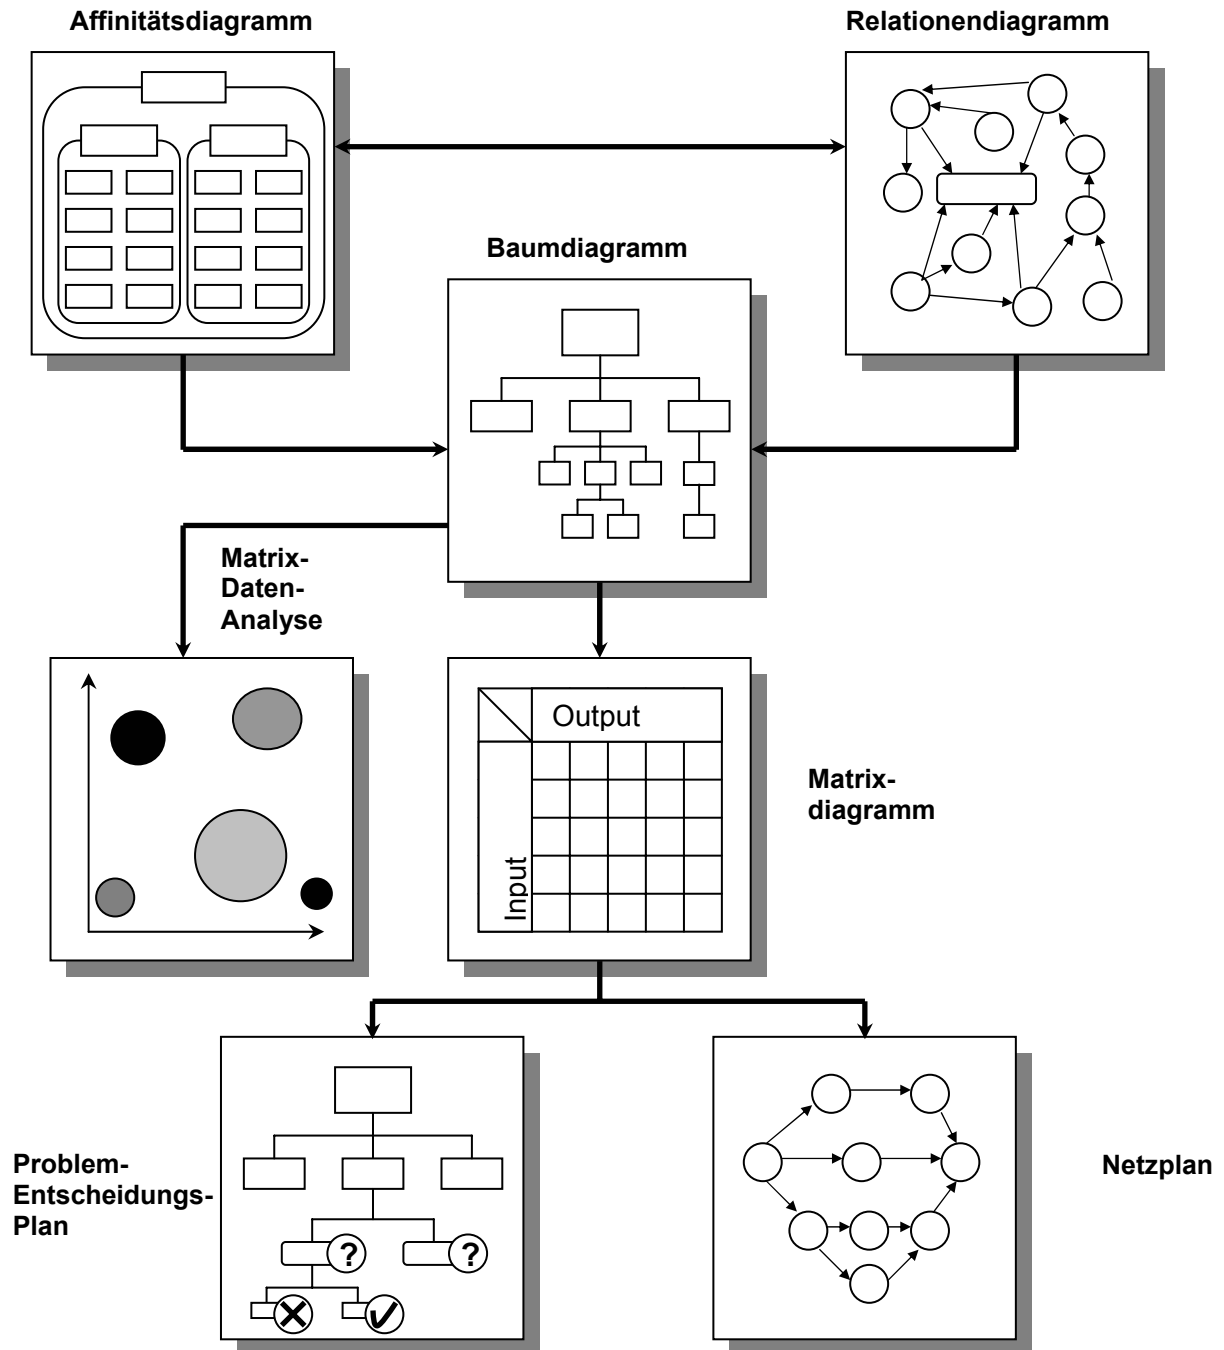 Affinitätsdiagramm
Relationendiagramm
Baumdiagramm
Matrix-
Daten-
Analyse
Output
Input
Matrix-
diagramm
Problem-
Entscheidungs-
Plan
?
?
Netzplan